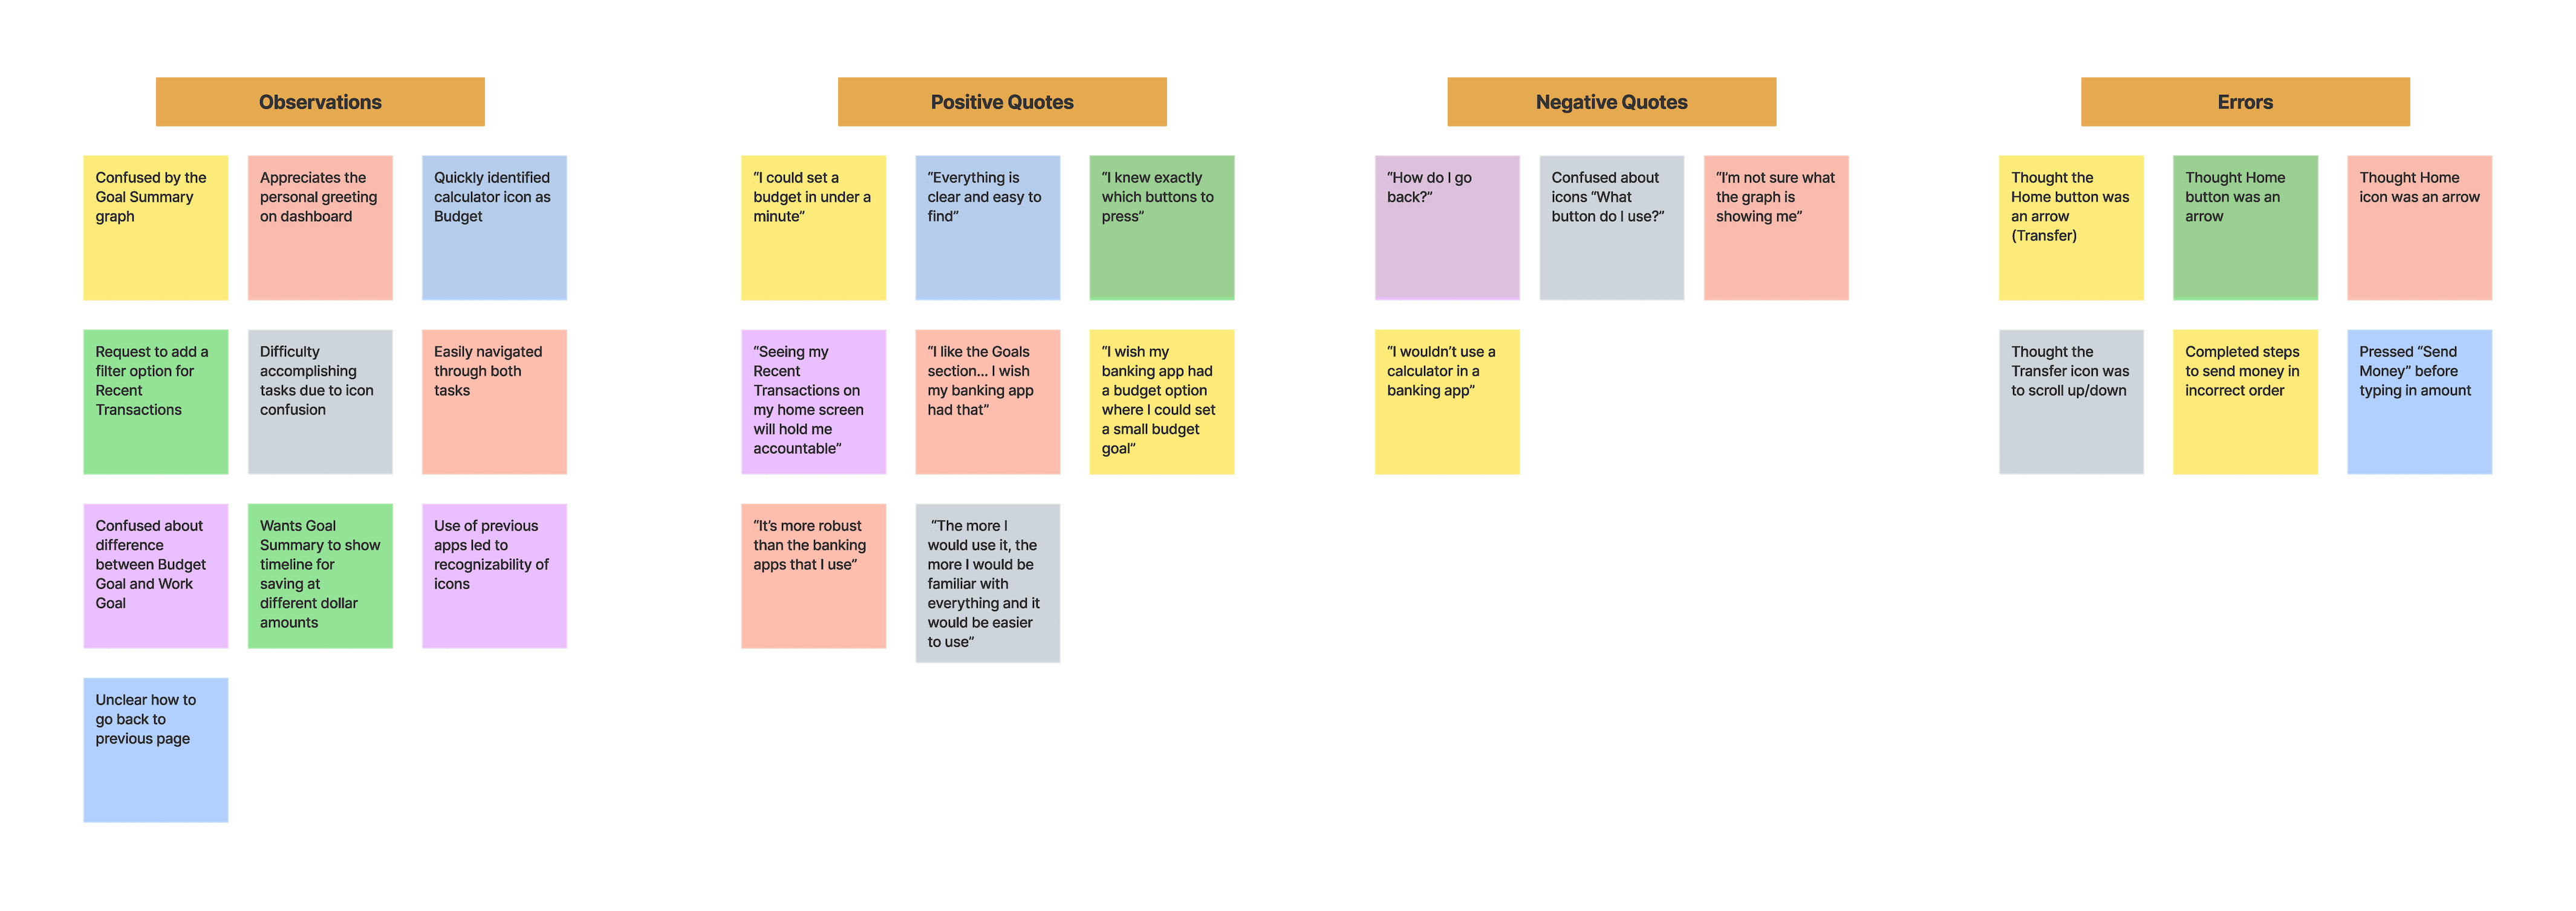 Observations
Confused by the
Goal Summary
graph
Appreciates the
personal greeting
on dashboard
Quickly identified
calculator icon as
Budget
Request to add a
filter option for
Recent
Transactions
Difficulty
accomplishing
tasks due to icon
confusion
Easily navigated
through both
tasks
Confused about
difference
between Budget
Goal and Work
Goal
Wants Goal
Summary to show
timeline for
saving at
different dollar
amounts
Use of previous
apps led to
recognizability of
icons
Unclear how to
go back to
previous page
Positive Quotes
“I could set a
budget in under a
minute”
“Everything is
clear and easy to
find”
“I knew exactly
which buttons to
press”
“Seeing my
Recent
Transactions on
my home screen
will hold me
accountable”
“I like the Goals
section... I wish
my banking app
had that”
“I wish my
banking app had
a budget option
where I could set
a small budget
goal”
“It’s more robust
than the banking
apps that I use”
“The more I
would use it, the
more I would be
familiar with
everything and it
would be easier
to use”
Negative Quotes
“How do I go
back?”
Confused about
icons “What
button do I use?”
“I’m not sure what
the graph is
showing me”
“I wouldn’t use a
calculator in a
banking app”
Errors
Thought the
Home button was
an arrow
(Transfer)
Thought Home
button was an
arrow
Thought Home
icon was an arrow
Thought the
Transfer icon was
to scroll up/down
Completed steps
to send money in
incorrect order
Pressed “Send
Money” before
typing in amount